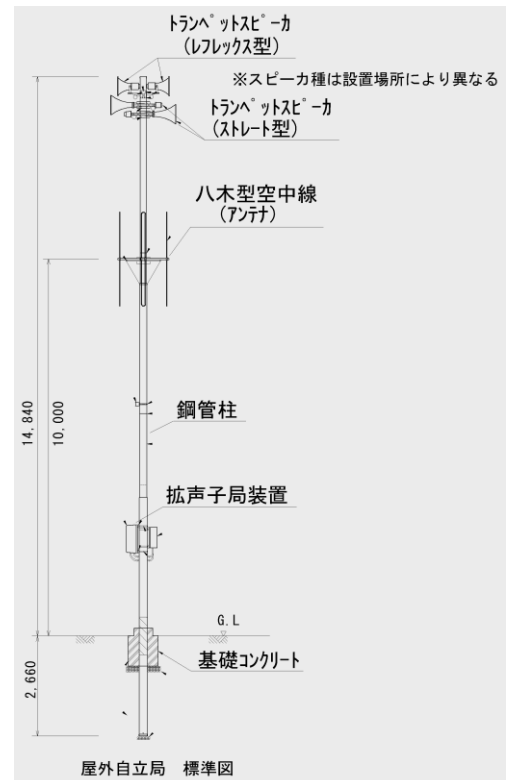 ﾄﾗﾝﾍﾟｯﾄｽﾋﾟｰｶ
(ﾚﾌﾚｯｸｽ型)
※スピーカ種は設置場所により異なる
ﾄﾗﾝﾍﾟｯﾄｽﾋﾟｰｶ
(ｽﾄﾚｰﾄ型)
八木型空中線
(ｱﾝﾃﾅ)
14,840
10,000
鋼管柱
拡声子局装置
G.L
基礎ｺﾝｸﾘｰﾄ
2,660
屋外自立局 標準図